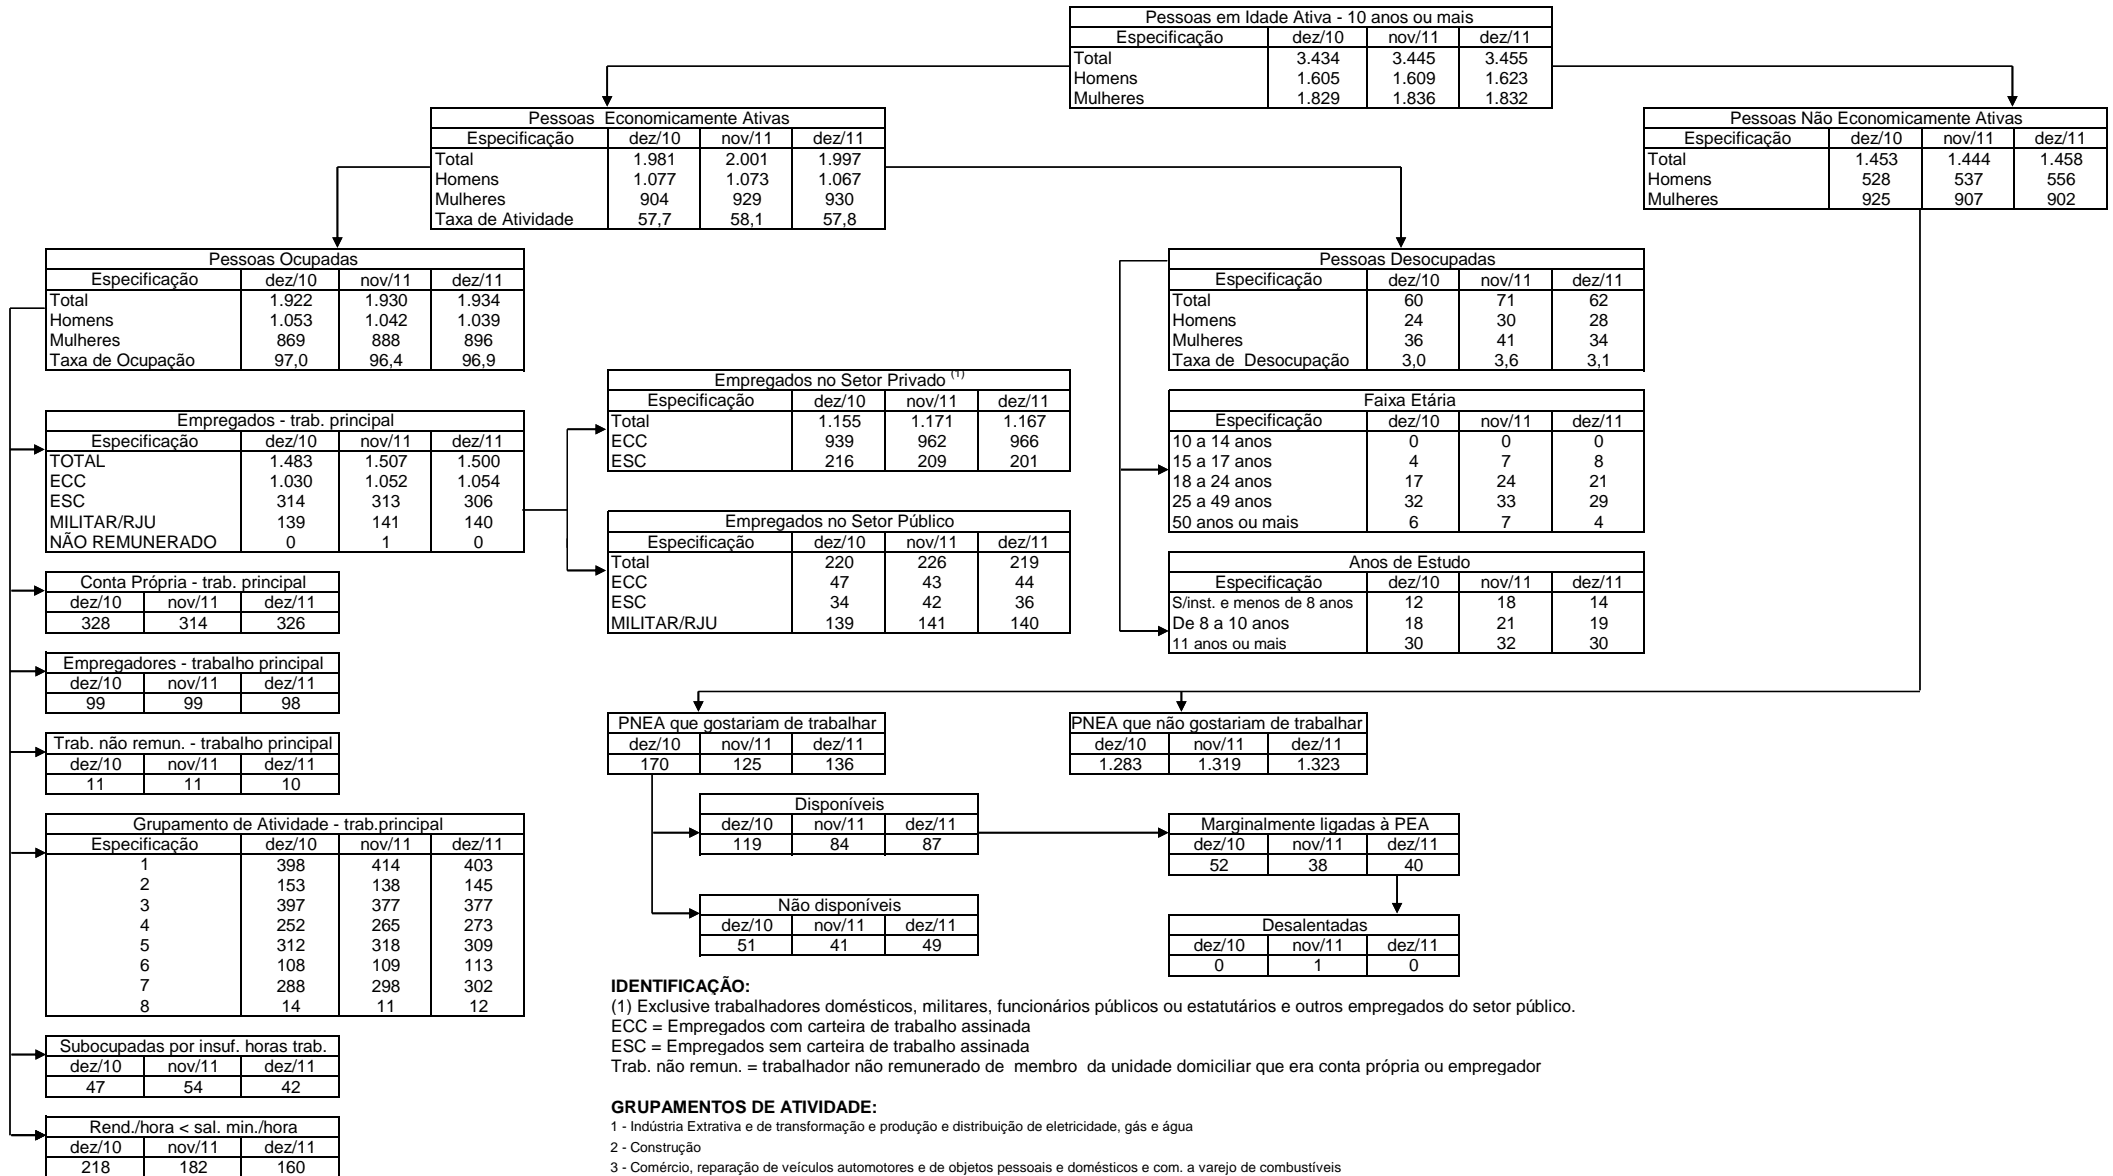 Pessoas em Idade Ativa - 10 anos ou mais
Especificação dez/10 nov/11 dez/11
Total 3.434 3.445 3.455
Homens 1.605 1.609 1.623
Mulheres 1.829 1.836 1.832
Pessoas Economicamente Ativas
Especificação dez/10 nov/11 dez/11
Total 1.981 2.001 1.997
Homens 1.077 1.073 1.067
Mulheres 904 929 930
Taxa de Atividade 57,7 58,1 57,8
Pessoas Não Economicamente Ativas
Especificação dez/10 nov/11 dez/11
Total 1.453 1.444 1.458
Homens 528 537 556
Mulheres 925 907 902
Pessoas Ocupadas
Especificação dez/10 nov/11 dez/11
Total 1.922 1.930 1.934
Homens 1.053 1.042 1.039
Mulheres 869 888 896
Taxa de Ocupação 97,0 96,4 96,9
Pessoas Desocupadas
Especificação dez/10 nov/11 dez/11
Total 60 71 62
Homens 24 30 28
Mulheres 36 41 34
Taxa de Desocupação 3,0 3,6 3,1
Empregados - trab. principal
Especificação dez/10 nov/11 dez/11
TOTAL 1.483 1.507 1.500
ECC 1.030 1.052 1.054
ESC 314 313 306
MILITAR/RJU 139 141 140
NÃO REMUNERADO 0 1 0
Empregados no Setor Privado (1)
Especificação dez/10 nov/11 dez/11
Total 1.155 1.171 1.167
ECC 939 962 966
ESC 216 209 201
Empregados no Setor Público
Especificação dez/10 nov/11 dez/11
Total 220 226 219
ECC 47 43 44
ESC 34 42 36
MILITAR/RJU 139 141 140
Faixa Etária
Especificação dez/10 nov/11 dez/11
10 a 14 anos 0 0 0
15 a 17 anos 4 7 8
18 a 24 anos 17 24 21
25 a 49 anos 32 33 29
50 anos ou mais 6 7 4
Anos de Estudo
Especificação dez/10 nov/11 dez/11
S/inst. e menos de 8 anos 12 18 14
De 8 a 10 anos 18 21 19
11 anos ou mais 30 32 30
Conta Própria - trab. principal
dez/10 nov/11 dez/11
328 314 326
Empregadores - trabalho principal
dez/10 nov/11 dez/11
99 99 98
Trab. não remun. - trabalho principal
dez/10 nov/11 dez/11
11 11 10
Grupamento de Atividade - trab.principal
Especificação dez/10 nov/11 dez/11
1 398 414 403
2 153 138 145
3 397 377 377
4 252 265 273
5 312 318 309
6 108 109 113
7 288 298 302
8 14 11 12
Subocupadas por insuf. horas trab.
dez/10 nov/11 dez/11
47 54 42
Rend./hora < sal. min./hora
dez/10 nov/11 dez/11
218 182 160
PNEA que gostariam de trabalhar
dez/10 nov/11 dez/11
170 125 136
PNEA que não gostariam de trabalhar
dez/10 nov/11 dez/11
1.283 1.319 1.323
Disponíveis
dez/10 nov/11 dez/11
119 84 87
Marginalmente ligadas à PEA
dez/10 nov/11 dez/11
52 38 40
Não disponíveis
dez/10 nov/11 dez/11
51 41 49
Desalentadas
dez/10 nov/11 dez/11
0 1 0
IDENTIFICAÇÃO:
(1) Exclusive trabalhadores domésticos, militares, funcionários públicos ou estatutários e outros empregados do setor público.
ECC = Empregados com carteira de trabalho assinada
ESC = Empregados sem carteira de trabalho assinada
Trab. não remun. = trabalhador não remunerado de membro da unidade domiciliar que era conta própria ou empregador
GRUPAMENTOS DE ATIVIDADE:
1 - Indústria Extrativa e de transformação e produção e distribuição de eletricidade, gás e água
2 - Construção
3 - Comércio, reparação de veículos automotores e de objetos pessoais e domésticos e com. a varejo de combustíveis